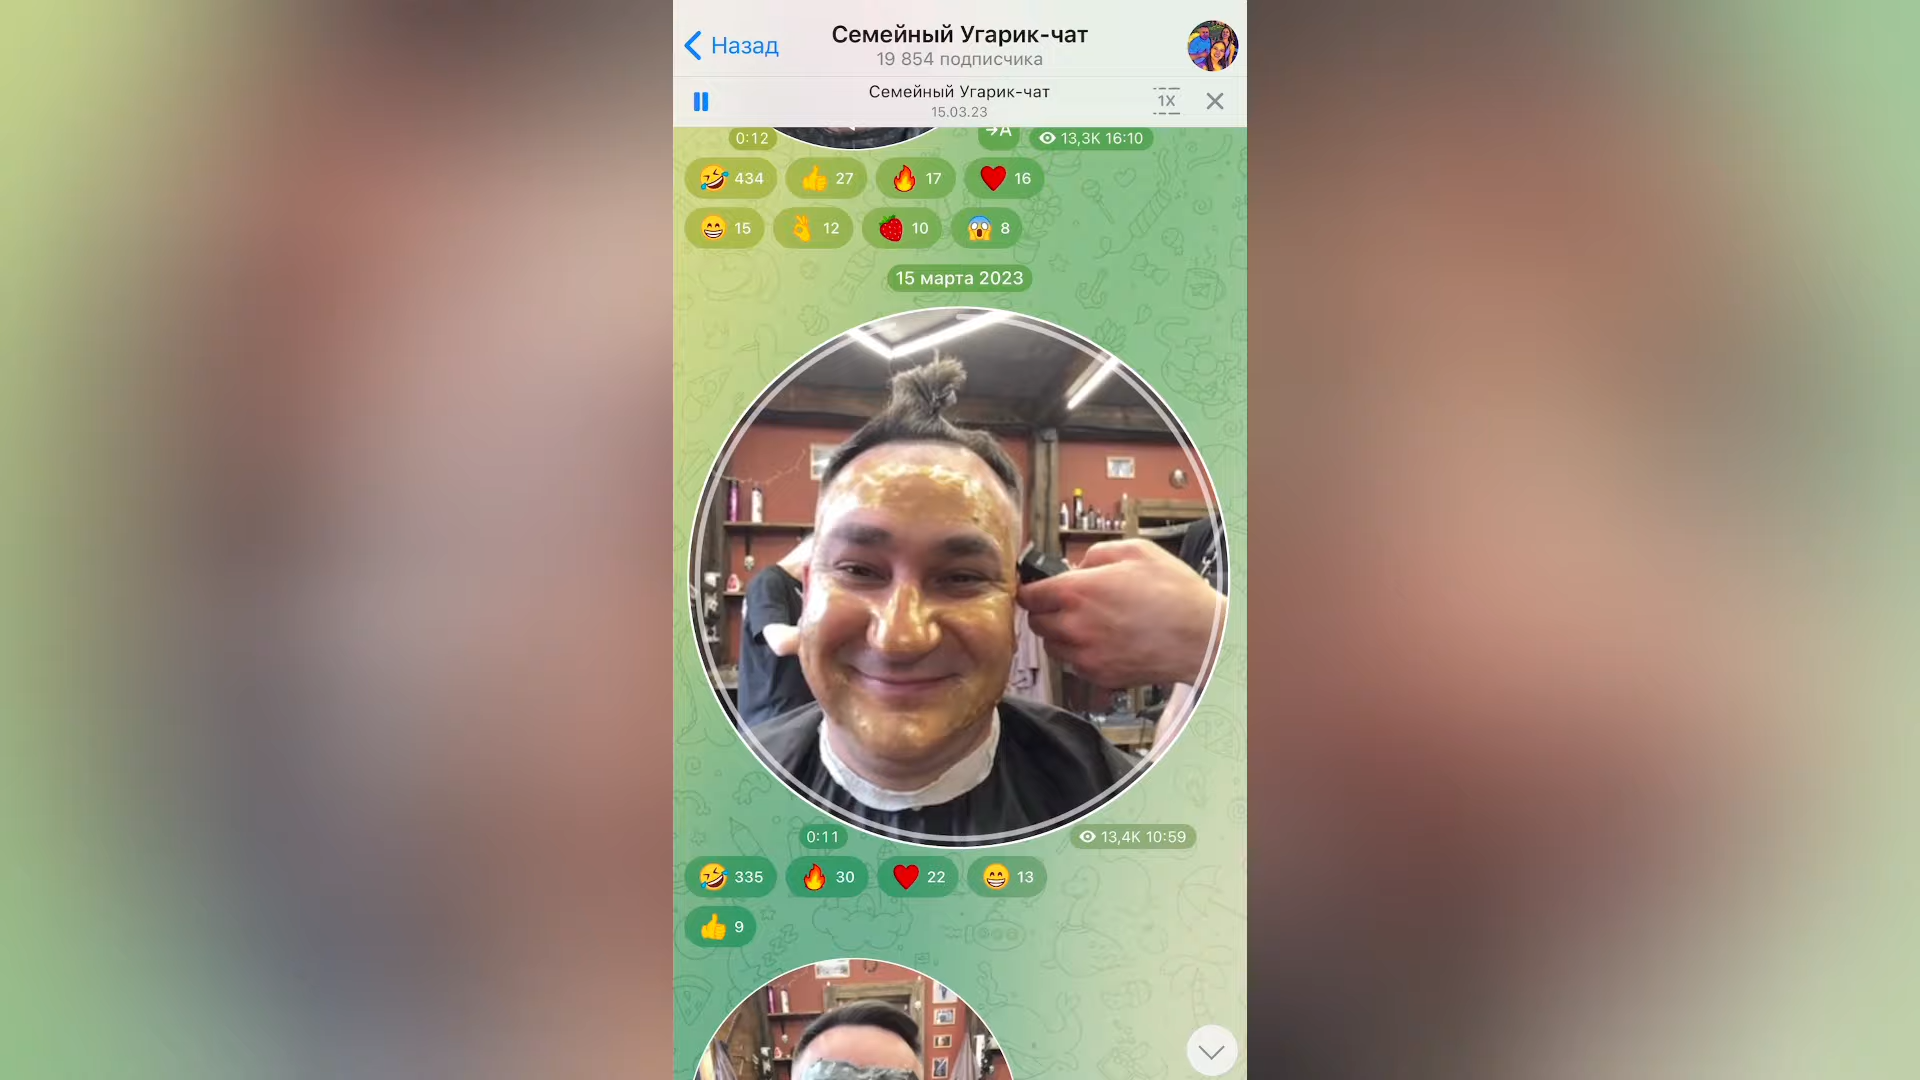 Назад
Семейный Угарик-чат
19 854 подписчика
Семейный Угарик-чат
15.03.23
1X
0:12
→A
13,3K 16:10
434
27
17
16
15
12
10
8
15 марта 2023
0:11
13,4K 10:59
335
30
22
13
9